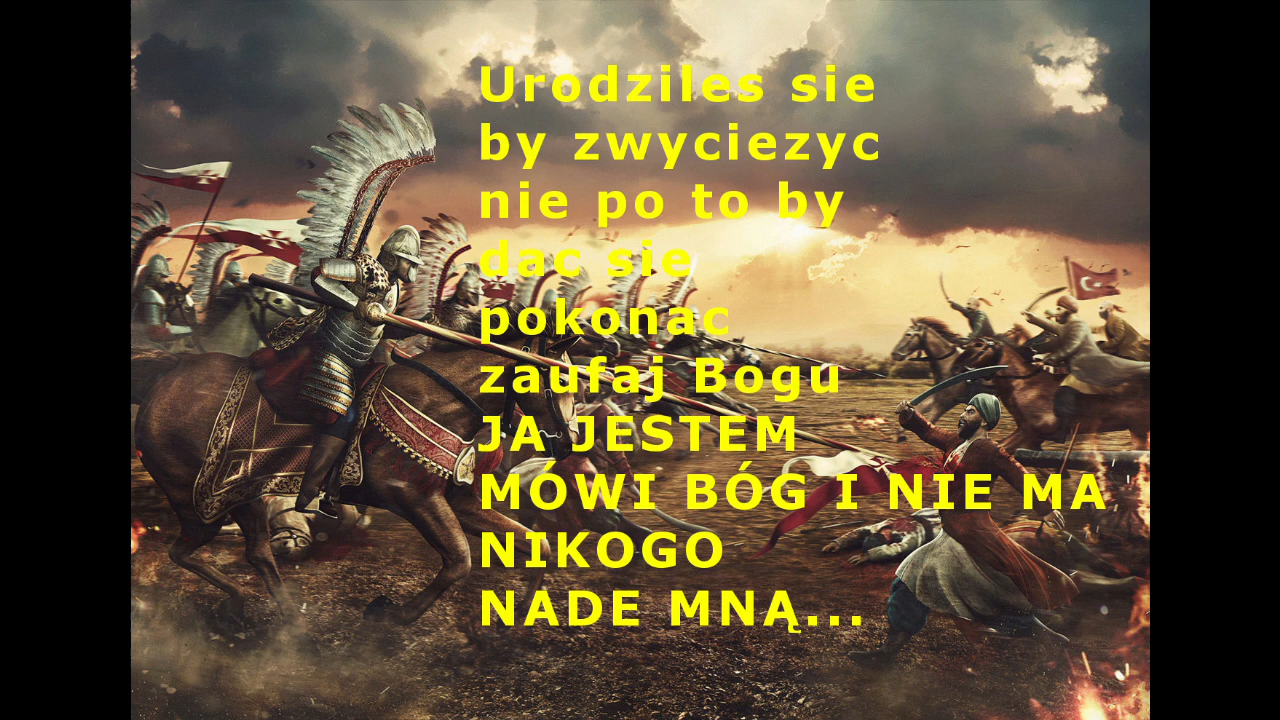 Urodziles sie
by zwyciezyc
nie po to by
dac sie
pokonac
zaufaj Bogu
JA JESTEM
MÓWI BÓG I NIE MA
NIKOGO
NADE MNĄ...